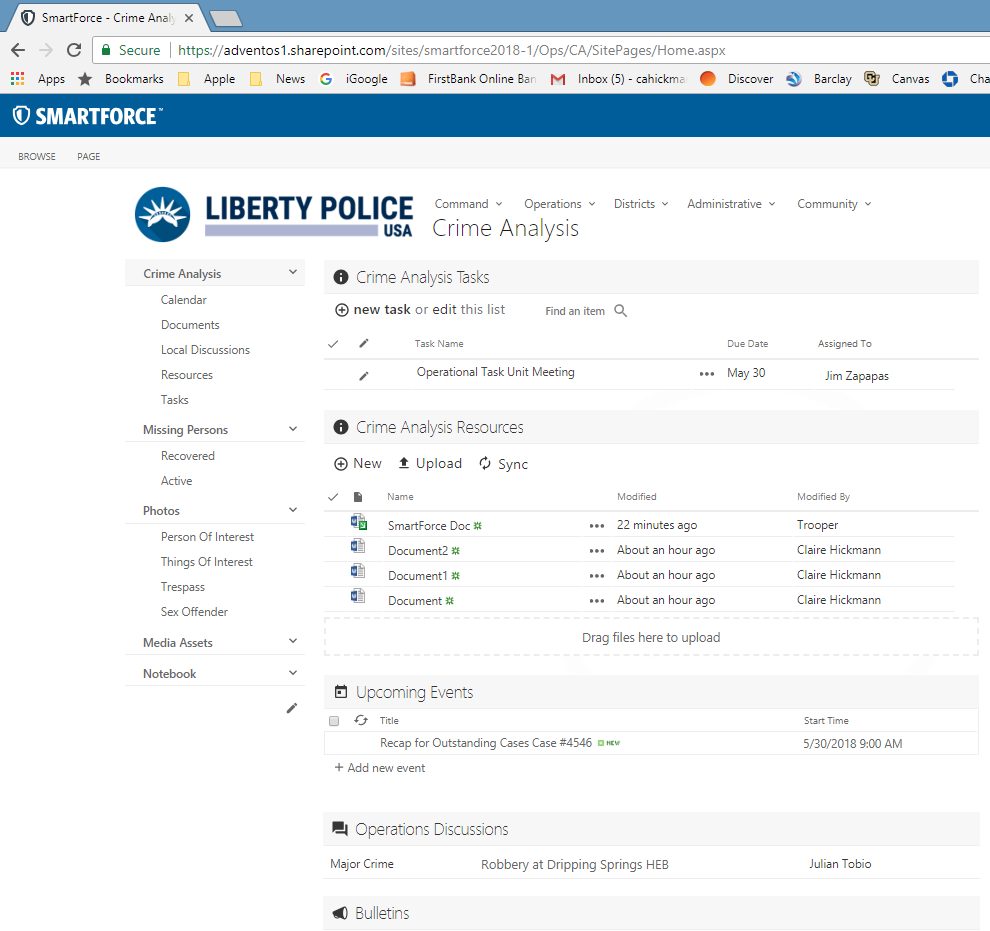 SmartForce - Crime Analy
Secure https://adventos1.sharepoint.com/sites/smartforce2018-1/Ops/CA/SitePages/Home.aspx
Apps Bookmarks Apple News iGoogle FirstBank Online Ban Inbox (5) - cahickma Discover Barclay Canvas Cha
SMARTFORCE™
BROWSE PAGE
LIBERTY POLICE
USA
Command Operations Districts Administrative Community
Crime Analysis
Crime Analysis
Calendar
Documents
Local Discussions
Resources
Tasks
Missing Persons
Recovered
Active
Photos
Person Of Interest
Things Of Interest
Trespass
Sex Offender
Media Assets
Notebook
Crime Analysis Tasks
new task or edit this list Find an item
Task Name Due Date Assigned To
Operational Task Unit Meeting ... May 30 Jim Zapapas
Crime Analysis Resources
New Upload Sync
Name Modified Modified By
SmartForce Doc ... 22 minutes ago Trooper
Document2 ... About an hour ago Claire Hickmann
Document1 ... About an hour ago Claire Hickmann
Document ... About an hour ago Claire Hickmann
Drag files here to upload
Upcoming Events
Title Start Time
Recap for Outstanding Cases Case #4546 NEW 5/30/2018 9:00 AM
+ Add new event
Operations Discussions
Major Crime Robbery at Dripping Springs HEB Julian Tobio
Bulletins